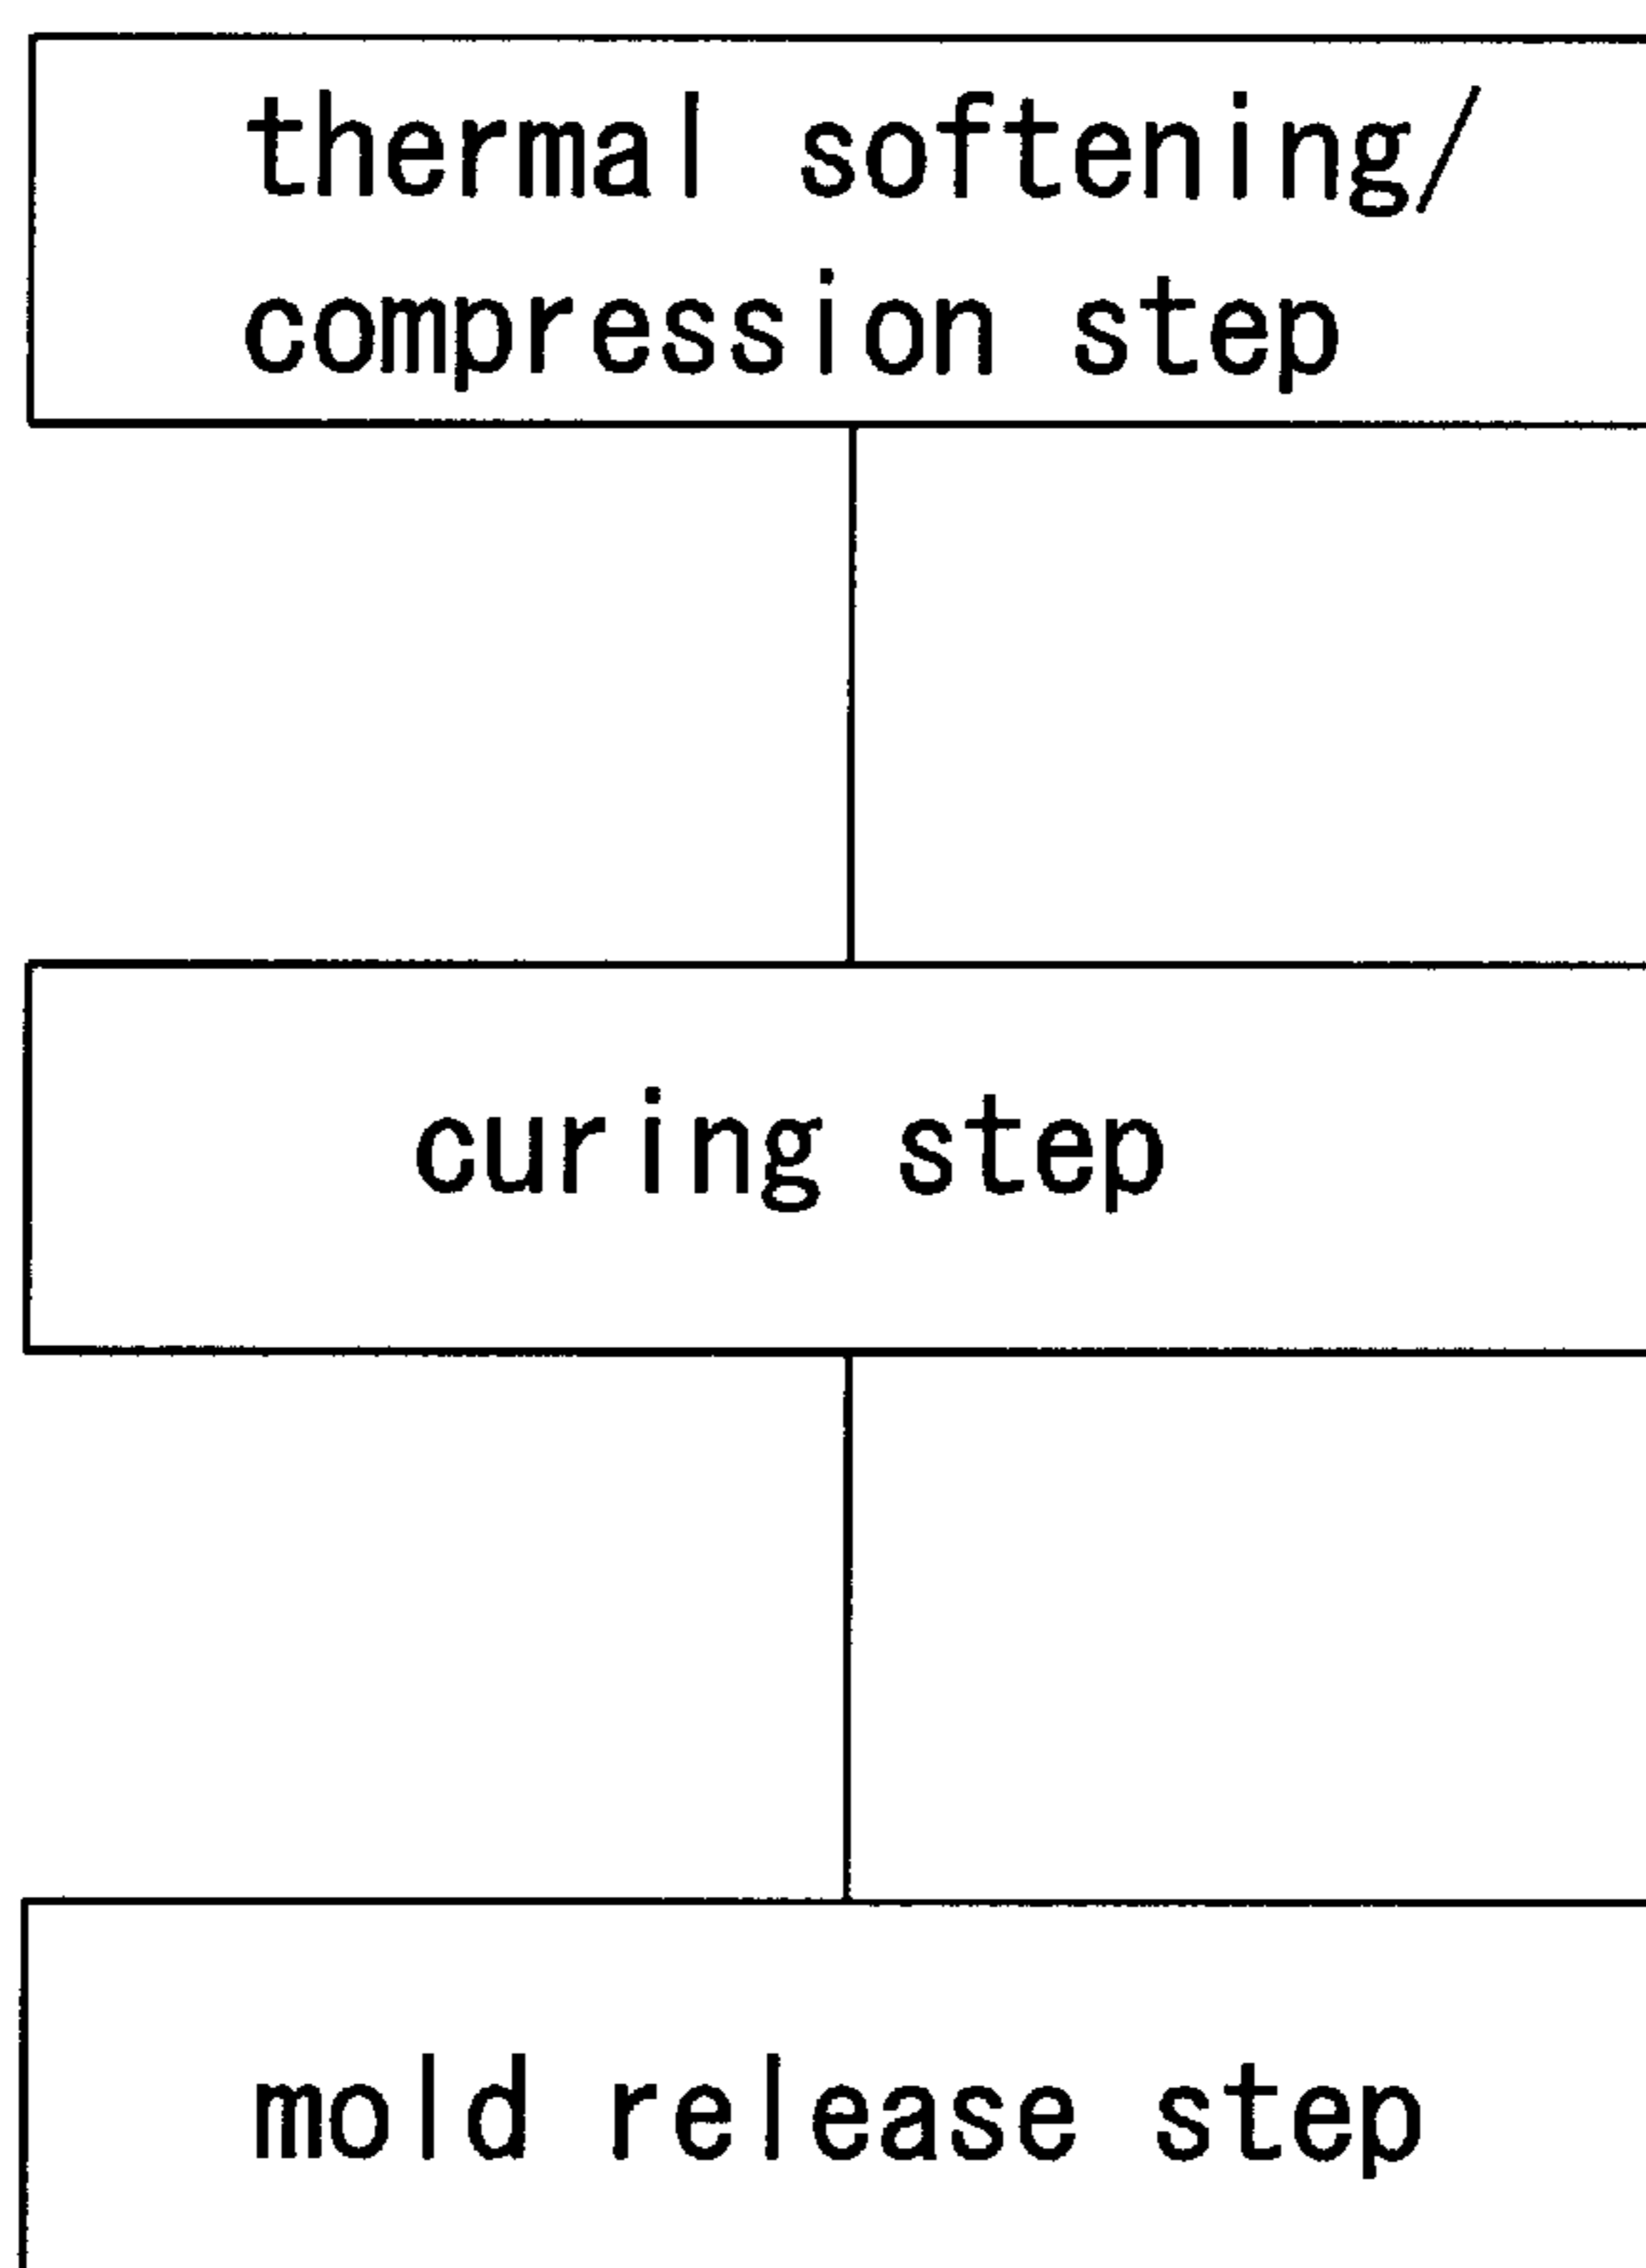 thermal softening/
compression step
curing step
mold release step